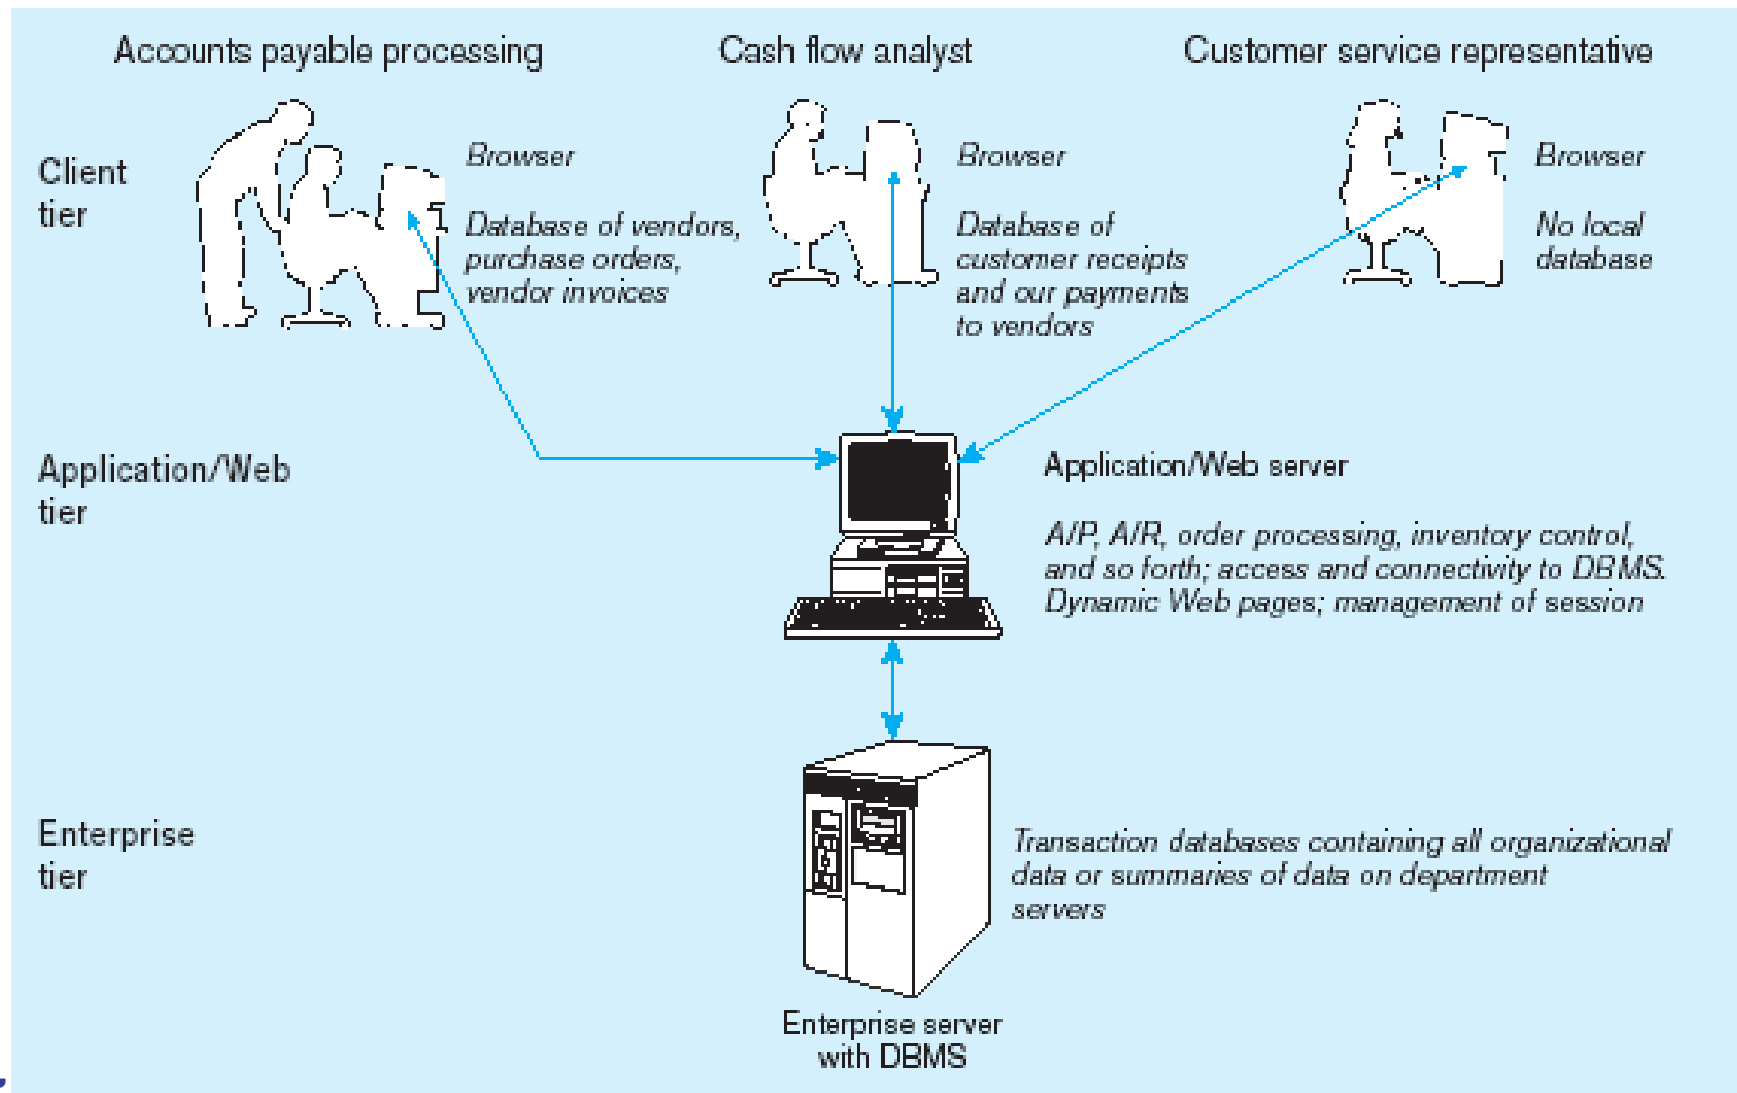 Accounts payable processing
Cash flow analyst
Customer service representative
Client
tier
Browser
Database of vendors,
purchase orders,
vendor invoices
Browser
Database of
customer receipts
and our payments
to vendors
Browser
No local
database
Application/Web
tier
Application/Web server
A/P, A/R, order processing, inventory control,
and so forth; access and connectivity to DBMS.
Dynamic Web pages; management of session
Enterprise
tier
Transaction databases containing all organizational
data or summaries of data on department
servers
Enterprise server
with DBMS